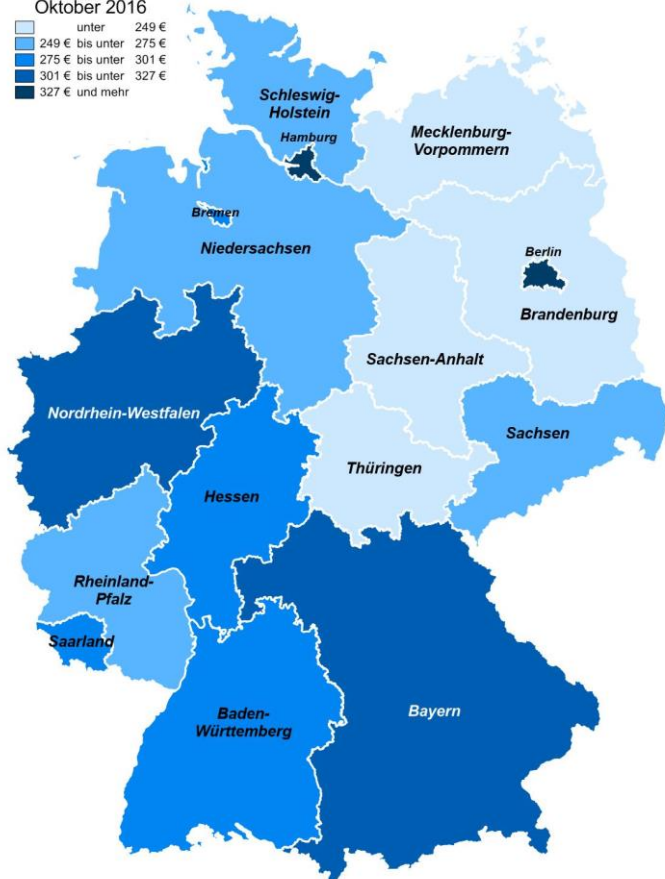 Oktober 2016
unter 249 €
249 € bis unter 275 €
275 € bis unter 301 €
301 € bis unter 327 €
327 € und mehr
Schleswig-
Holstein
Hamburg
Mecklenburg-
Vorpommern
Bremen
Niedersachsen
Berlin
Brandenburg
Sachsen-Anhalt
Nordrhein-Westfalen
Sachsen
Thüringen
Hessen
Rheinland-
Pfalz
Saarland
Baden-
Württemberg
Bayern